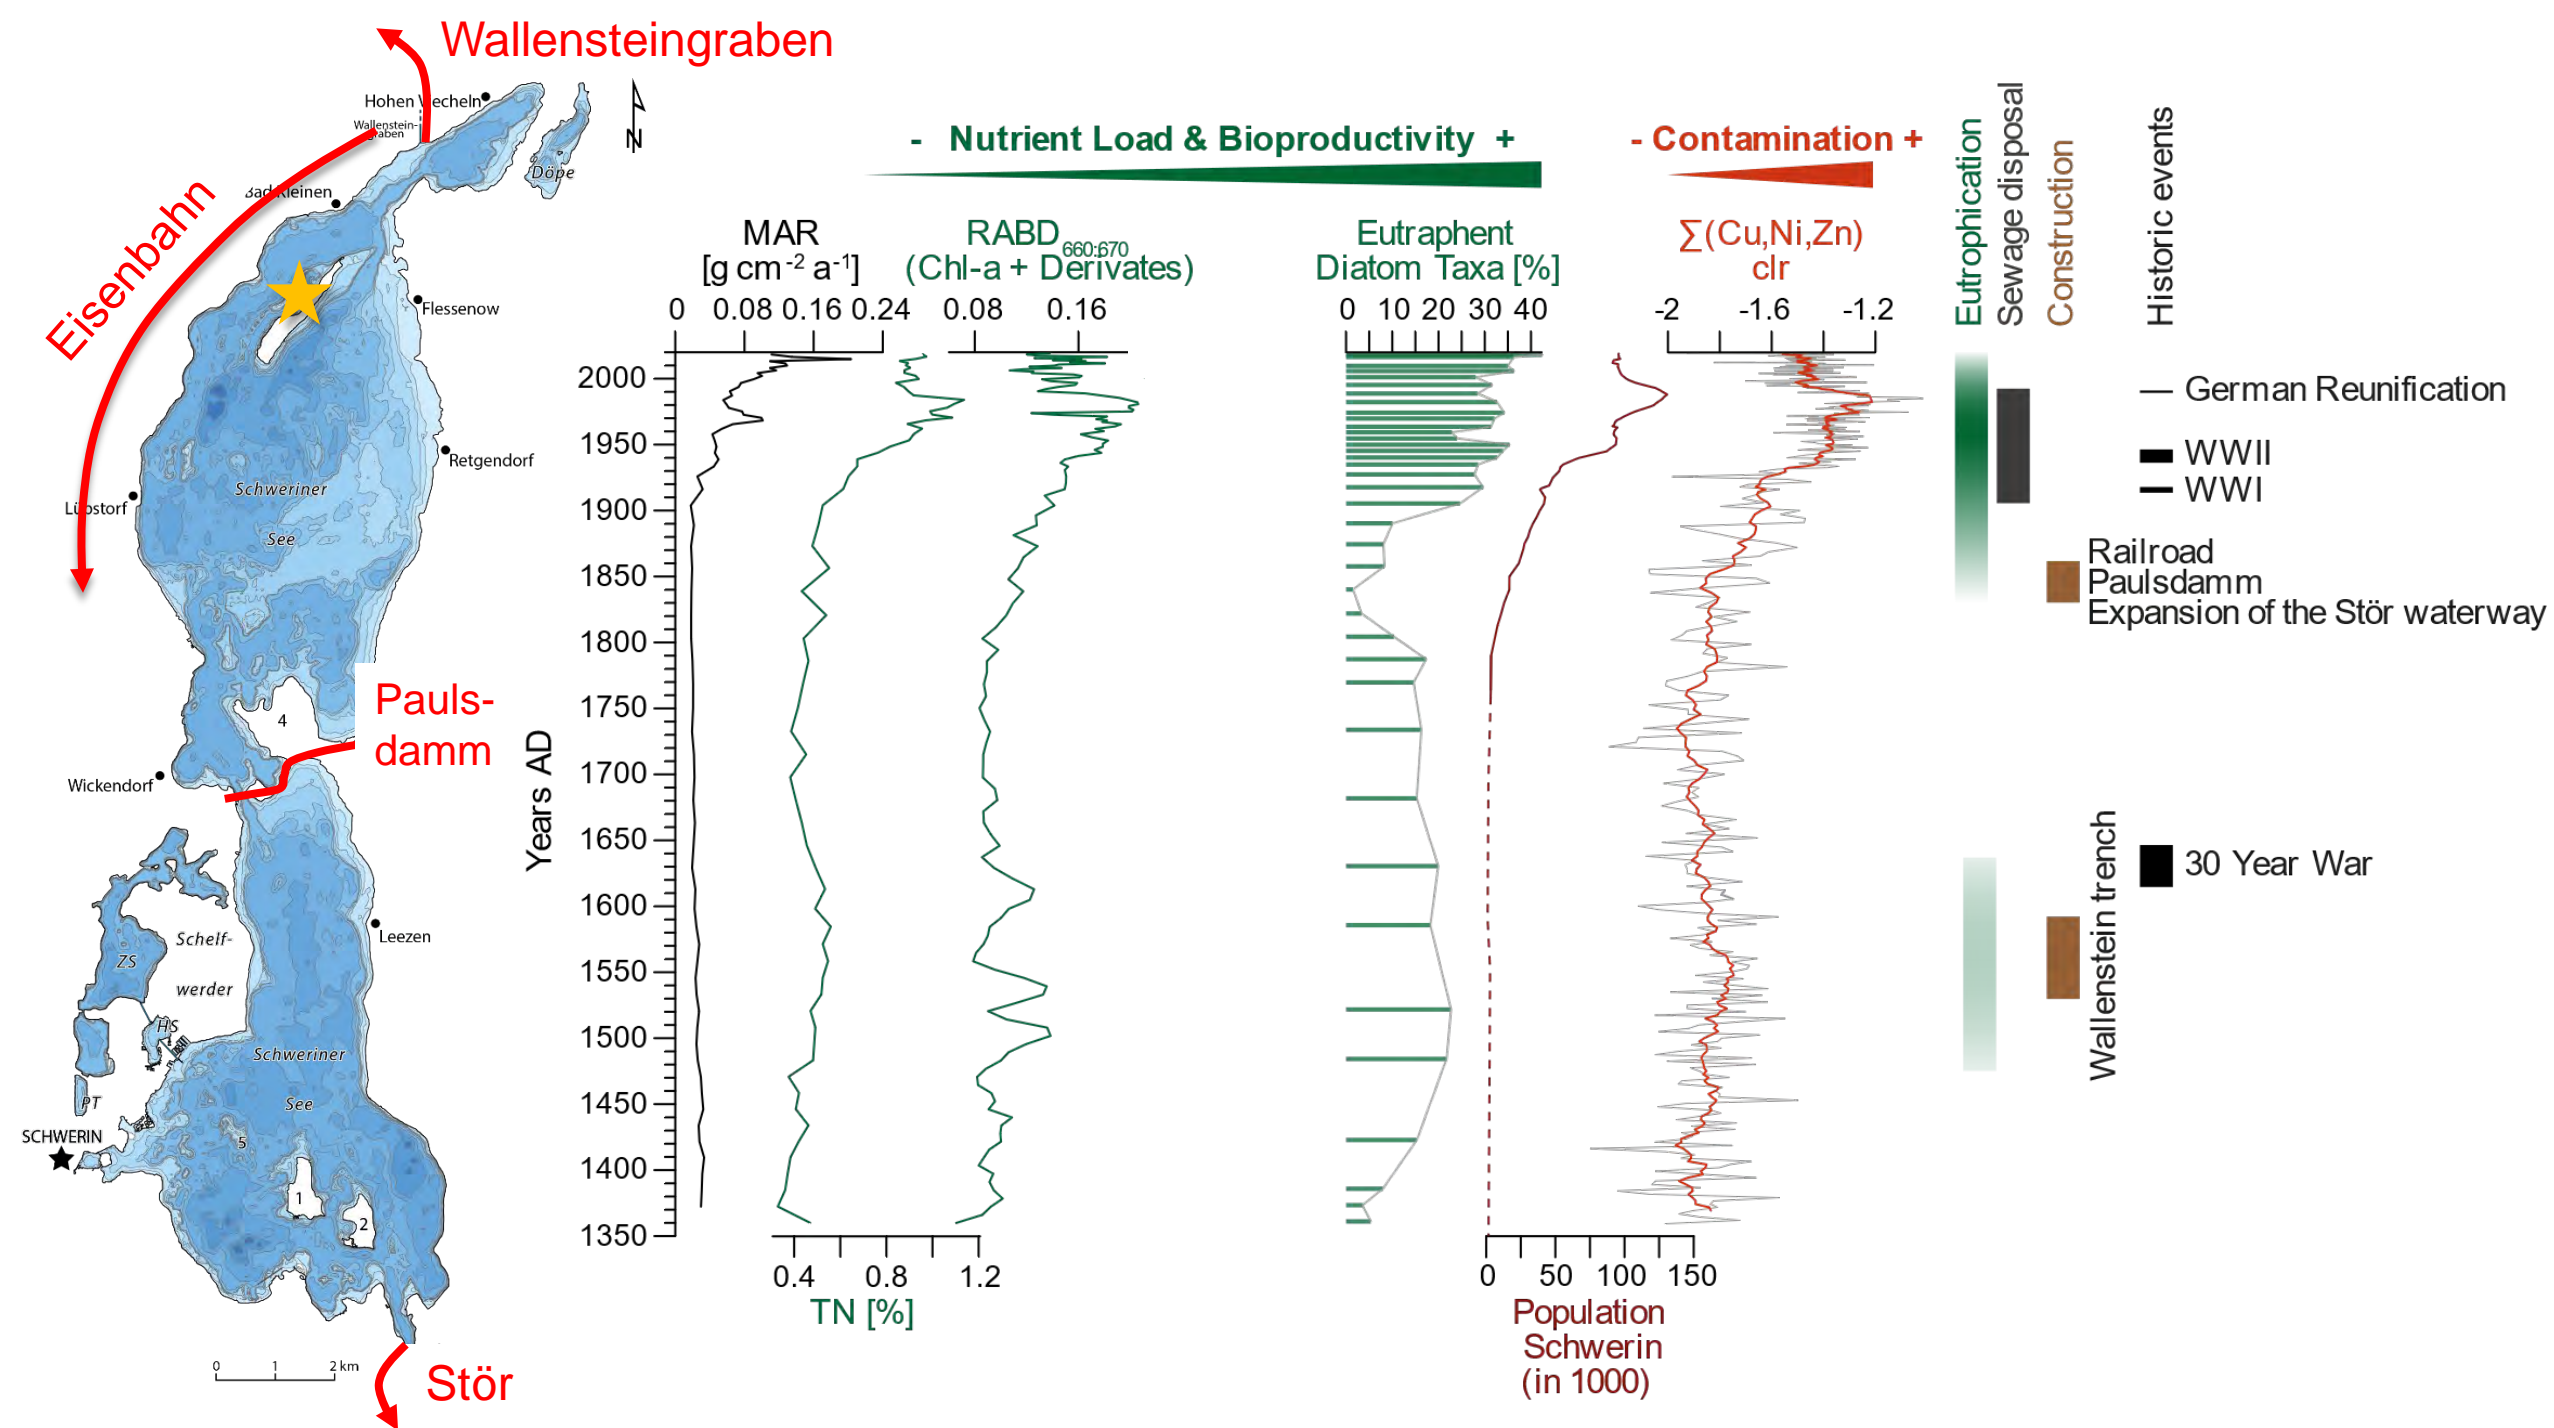 Wallensteingraben
Hohen Viecheln
Wallenstein-
graben
Döpe
N
Bad Kleinen
Eisenbahn
Flessenow
Retgendorf
Schweriner
Lübstorf
See
4
Pauls-
damm
Wickendorf
Leezen
Schelf-
ZS
werder
HS
Schweriner
See
PT
SCHWERIN
5
1
2
0 1 2 km
Stör
- Nutrient Load & Bioproductivity +
- Contamination +
MAR
[g cm-2 a-1]
0 0.08 0.16 0.24
RABD660;670
(Chl-a + Derivates)
0.08 0.16
Eutraphent
Diatom Taxa [%]
0 10 20 30 40
∑(Cu,Ni,Zn)
clr
-2 -1.6 -1.2
Eutrophication
Sewage disposal
Construction
Historic events
Years AD
2000
1950
1900
1850
1800
1750
1700
1650
1600
1550
1500
1450
1400
1350
0.4 0.8 1.2
TN [%]
0 50 100 150
Population
Schwerin
(in 1000)
German Reunification
WWII
WWI
Railroad
Paulsdamm
Expansion of the Stör waterway
Wallenstein trench
30 Year War